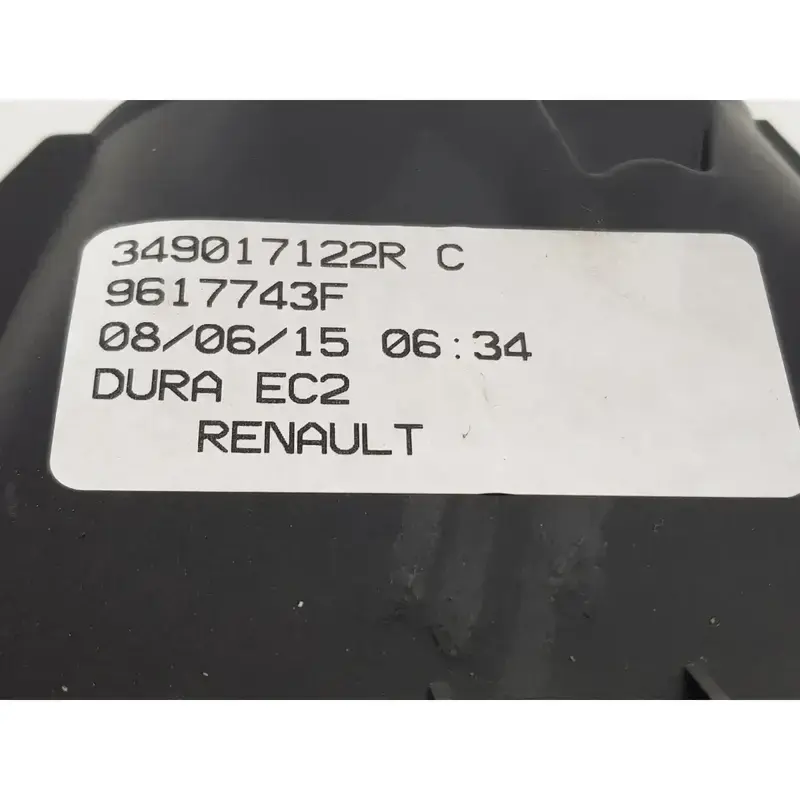 349017122R C
9617743F
08/06/15 06:34
DURA EC2
RENAULT